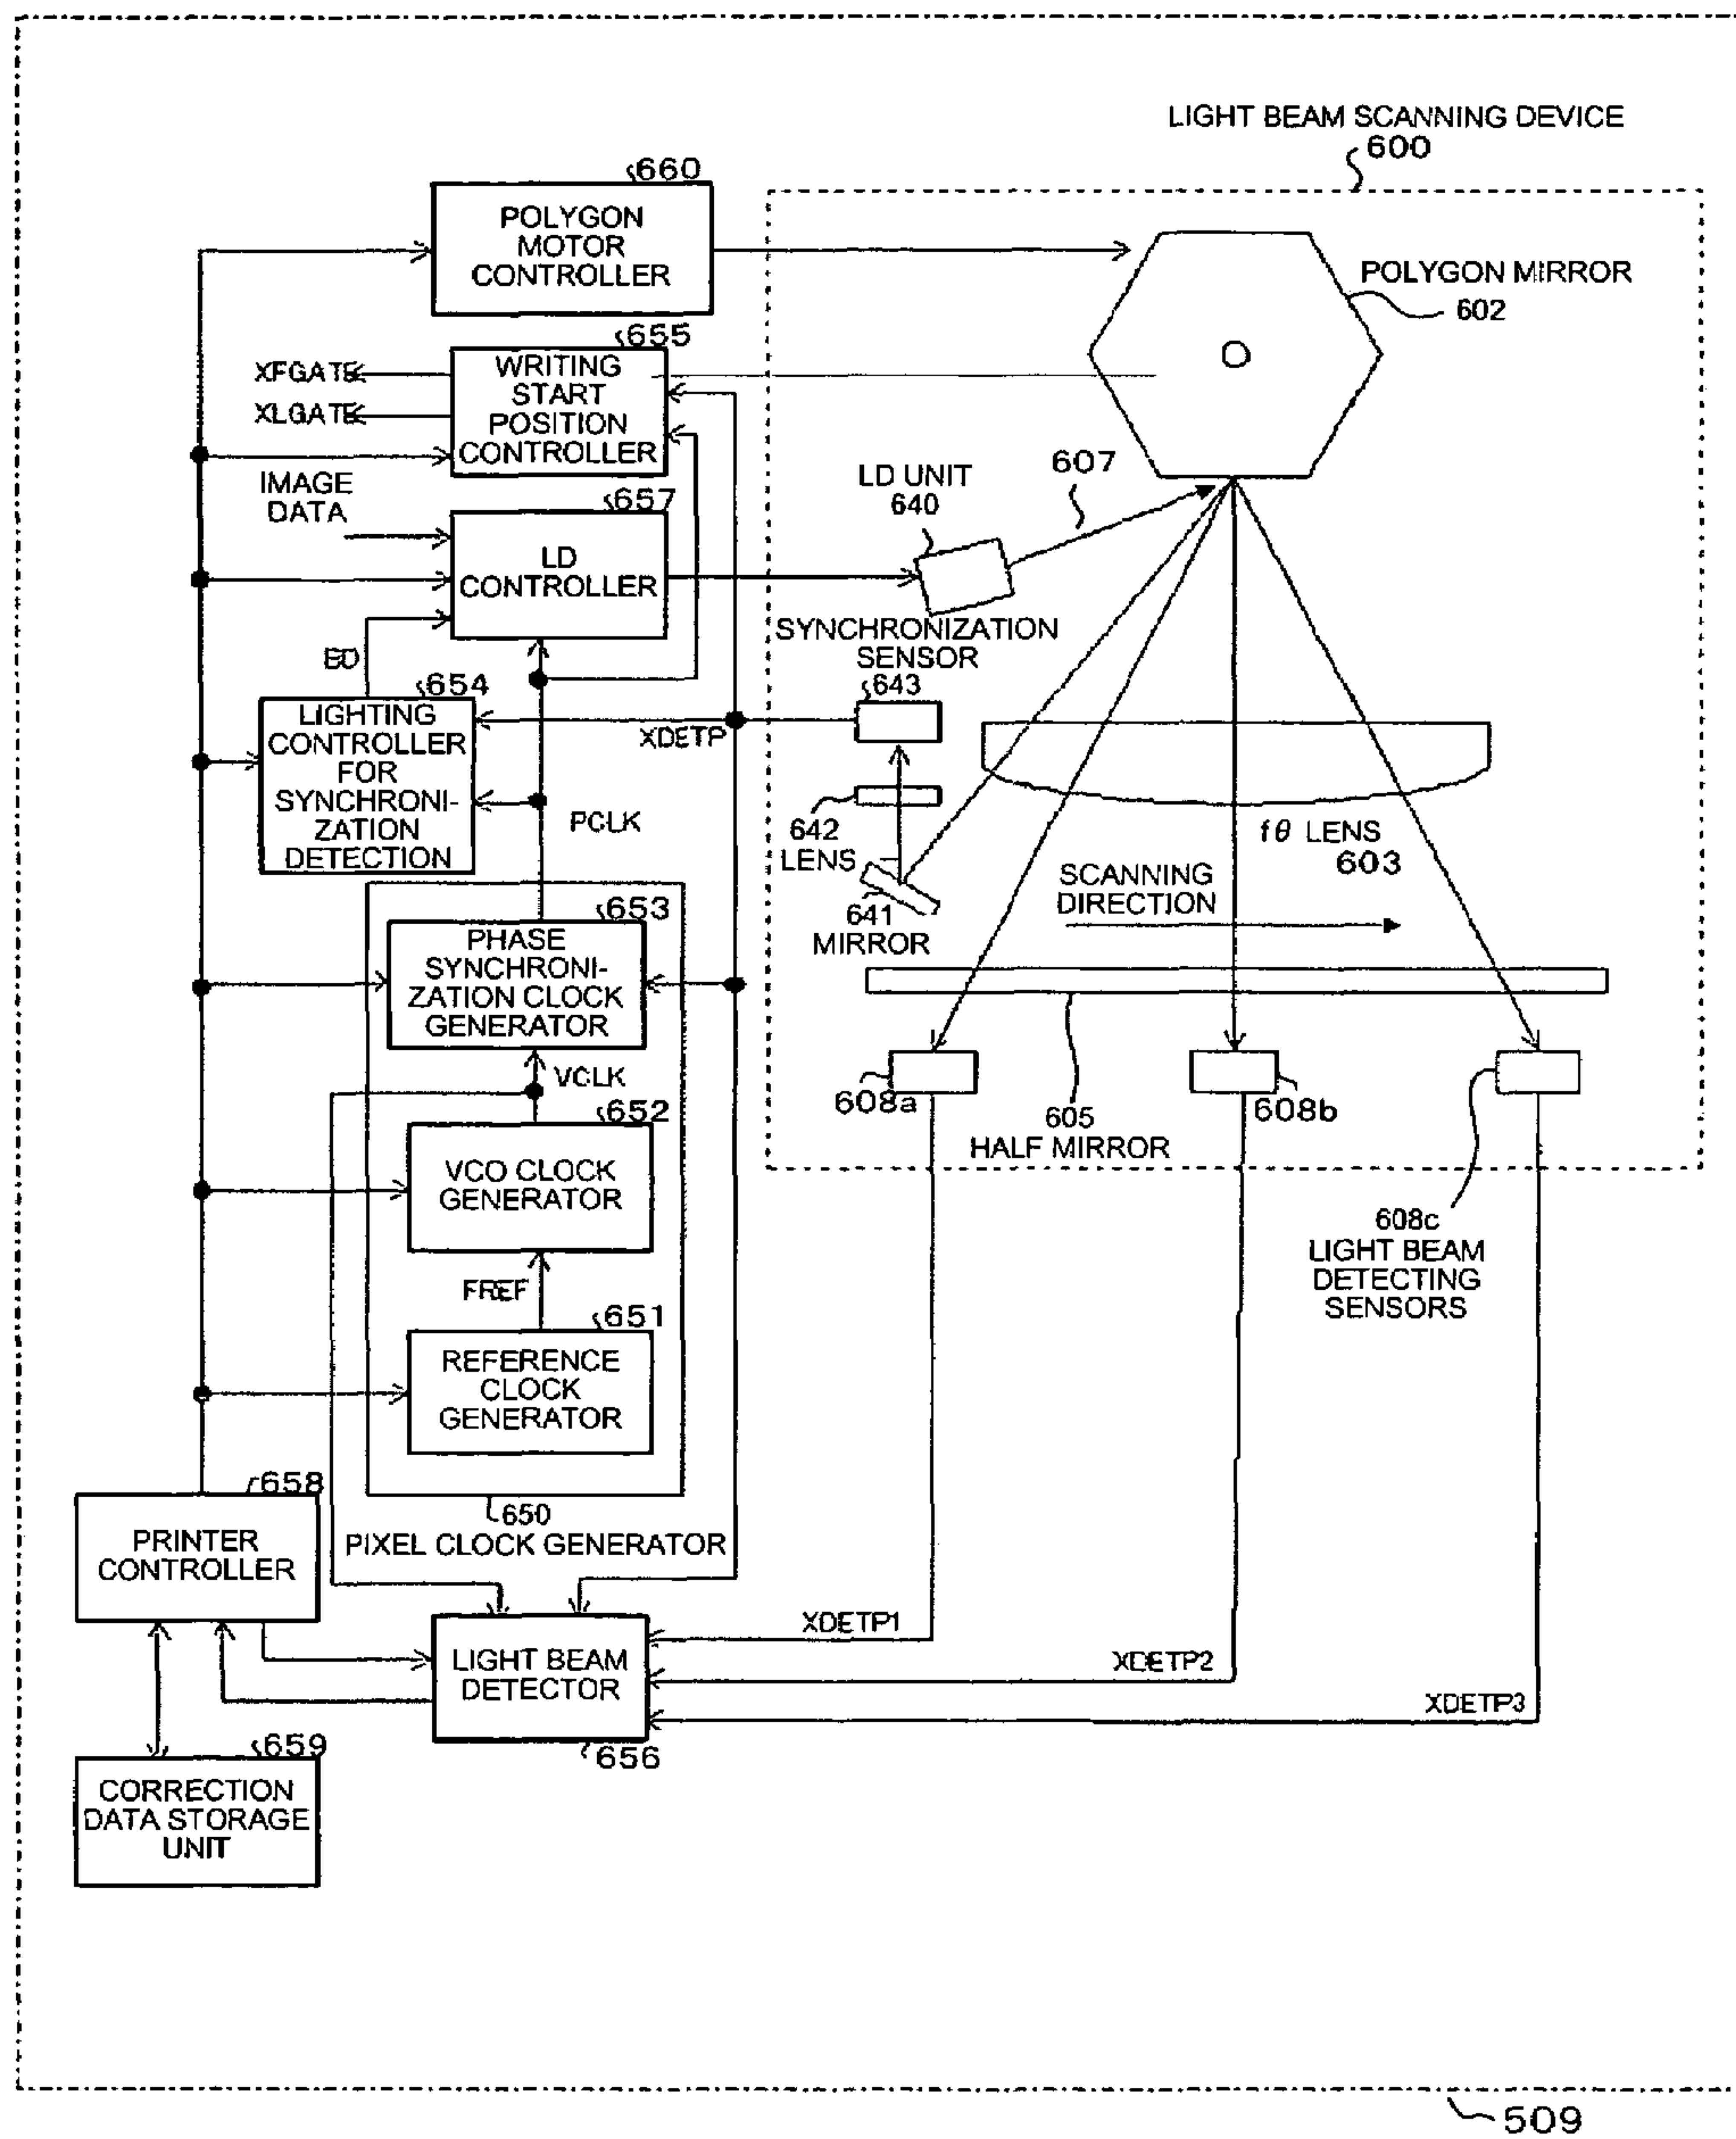 LIGHT BEAM SCANNING DEVICE
600
660
POLYGON
MOTOR
CONTROLLER
POLYGON MIRROR
602
655
XFGATE
XLGATE
WRITING
START
POSITION
CONTROLLER
IMAGE
DATA
657
LD
CONTROLLER
LD UNIT
640
607
SYNCHRONIZATION
SENSOR
643
BD
654
LIGHTING
CONTROLLER
FOR
SYNCHRONI-
ZATION
DETECTION
XDETP
PCLK
642
LENS
641
MIRROR
fθ LENS
603
SCANNING
DIRECTION
653
PHASE
SYNCHRONI-
ZATION CLOCK
GENERATOR
VCLK
652
VCO CLOCK
GENERATOR
FREF
651
REFERENCE
CLOCK
GENERATOR
608a
605
HALF MIRROR
608b
608c
LIGHT BEAM
DETECTING
SENSORS
658
PRINTER
CONTROLLER
650
PIXEL CLOCK GENERATOR
XDETP1
XDETP2
XDETP3
LIGHT BEAM
DETECTOR
656
659
CORRECTION
DATA STORAGE
UNIT
509